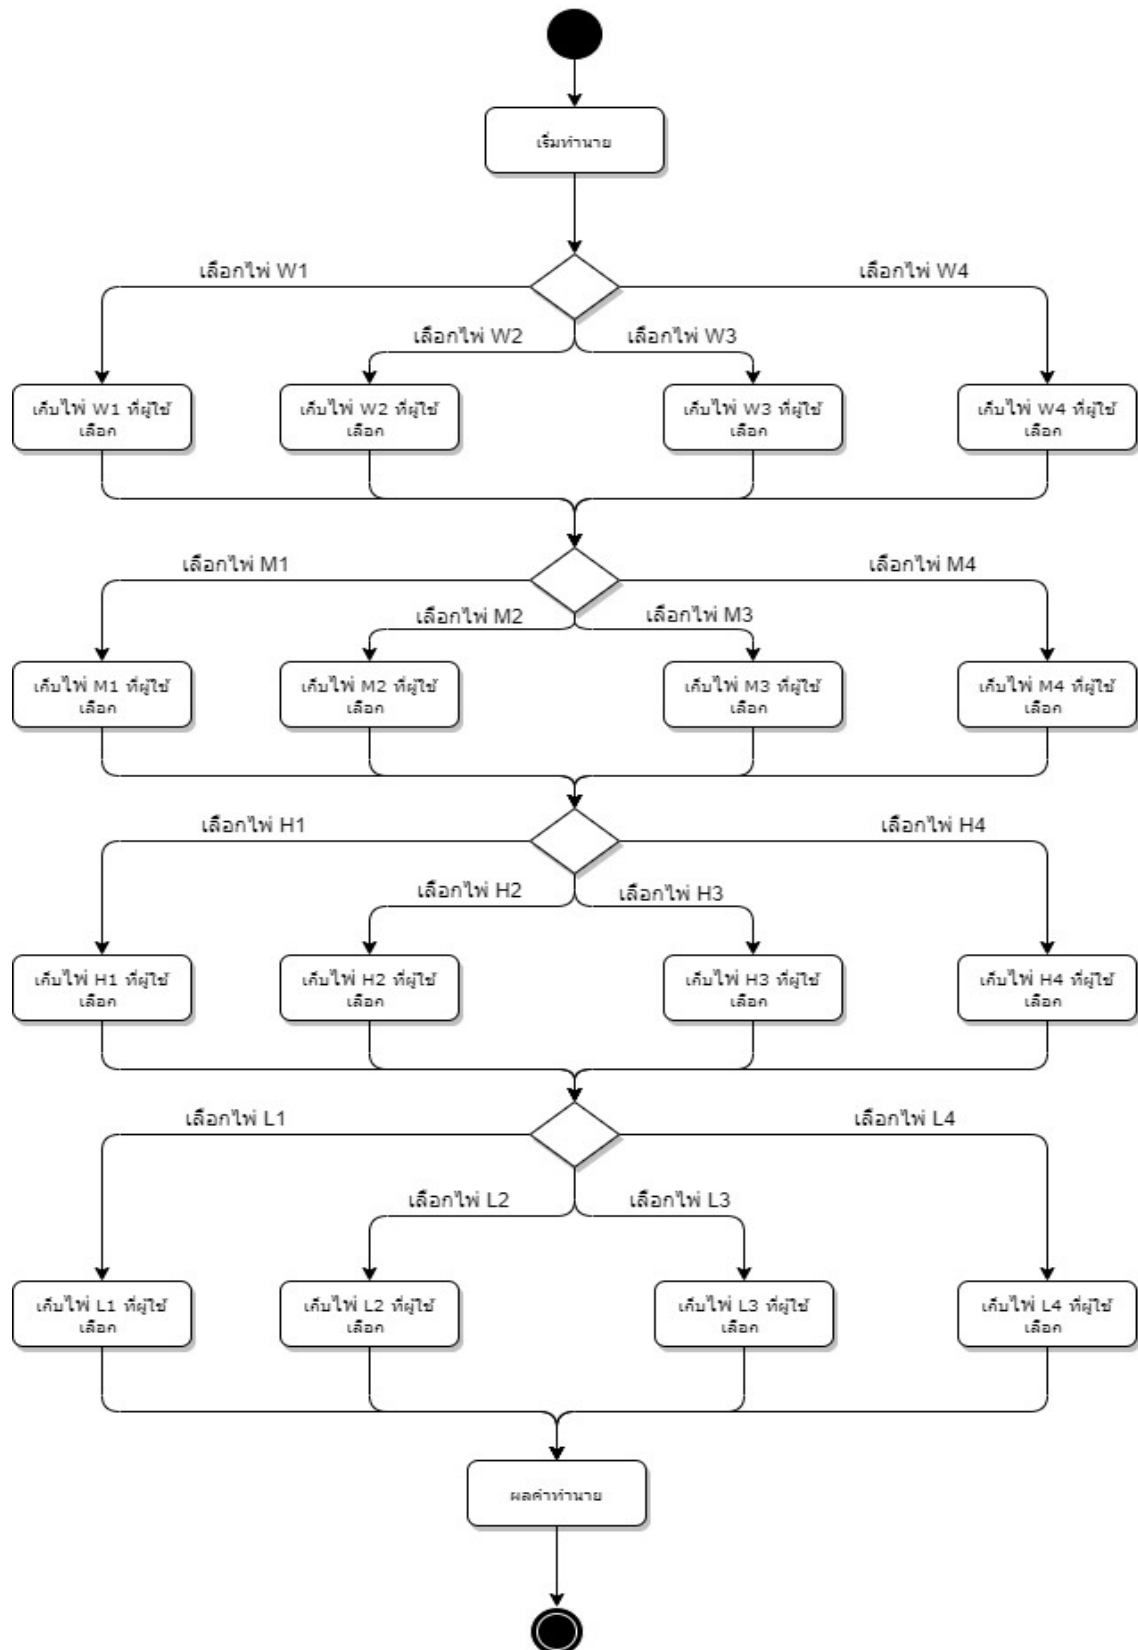 เริ่มทำนาย
เลือกไพ่ W1
เลือกไพ่ W4
เลือกไพ่ W2
เลือกไพ่ W3
เก็บไพ่ W1 ที่ผู้ใช้
เลือก
เก็บไพ่ W2 ที่ผู้ใช้
เลือก
เก็บไพ่ W3 ที่ผู้ใช้
เลือก
เก็บไพ่ W4 ที่ผู้ใช้
เลือก
เลือกไพ่ M1
เลือกไพ่ M4
เลือกไพ่ M2
เลือกไพ่ M3
เก็บไพ่ M1 ที่ผู้ใช้
เลือก
เก็บไพ่ M2 ที่ผู้ใช้
เลือก
เก็บไพ่ M3 ที่ผู้ใช้
เลือก
เก็บไพ่ M4 ที่ผู้ใช้
เลือก
เลือกไพ่ H1
เลือกไพ่ H4
เลือกไพ่ H2
เลือกไพ่ H3
เก็บไพ่ H1 ที่ผู้ใช้
เลือก
เก็บไพ่ H2 ที่ผู้ใช้
เลือก
เก็บไพ่ H3 ที่ผู้ใช้
เลือก
เก็บไพ่ H4 ที่ผู้ใช้
เลือก
เลือกไพ่ L1
เลือกไพ่ L4
เลือกไพ่ L2
เลือกไพ่ L3
เก็บไพ่ L1 ที่ผู้ใช้
เลือก
เก็บไพ่ L2 ที่ผู้ใช้
เลือก
เก็บไพ่ L3 ที่ผู้ใช้
เลือก
เก็บไพ่ L4 ที่ผู้ใช้
เลือก
ผลคำทำนาย